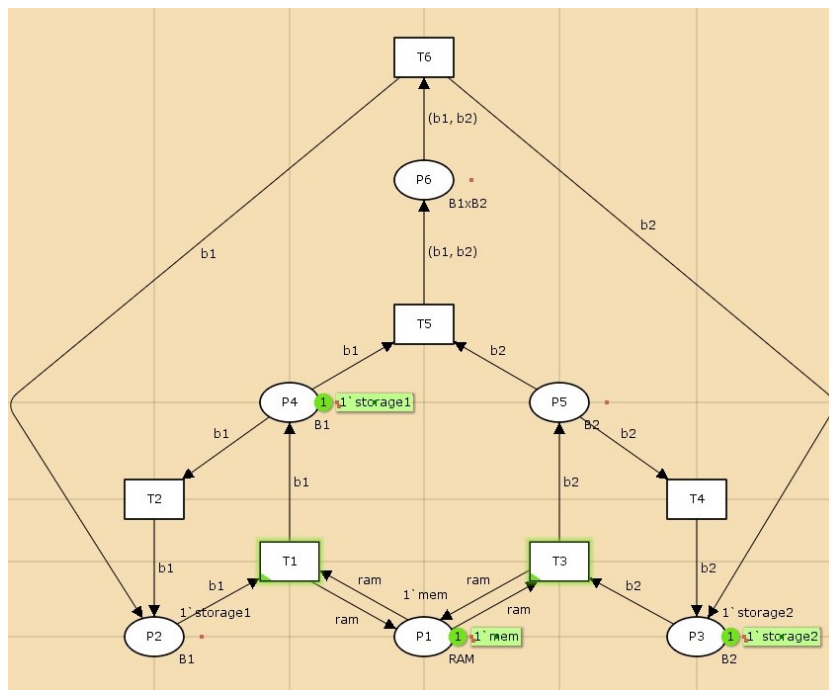 T6
(b1, b2)
P6
B1xB2
b1
b2
(b1, b2)
T5
b1
b2
P4
1
1`storage1
B1
P5
B2
b1
b2
T2
b1
b2
T4
T1
T3
b1
b1
ram
1`mem
ram
b2
b2
1`storage1
ram
ram
1`storage2
P2
B1
P1
1
1`mem
RAM
P3
1
1`storage2
B2